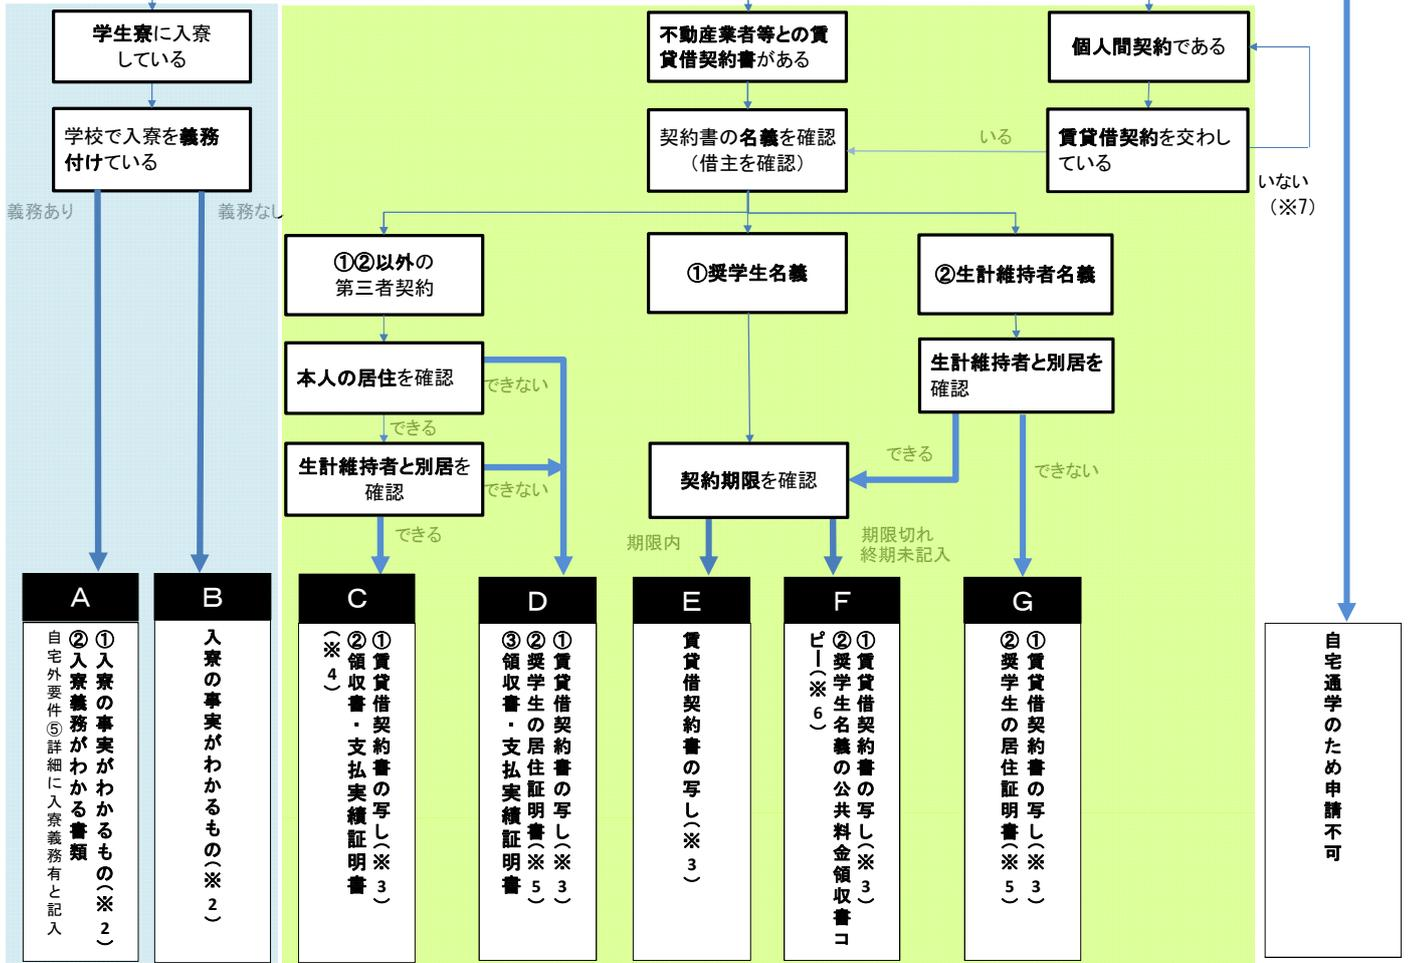 学生寮に入寮
している
学校で入寮を義務
付けている
義務あり
義務なし
不動産業者等との賃
貸借契約書がある
個人間契約である
契約書の名義を確認
（借主を確認）
いる
賃貸借契約を交わし
ている
いない
（※7）
①②以外の
第三者契約
①奨学生名義
②生計維持者名義
本人の居住を確認
できない
できる
生計維持者と別居を
確認
できない
できる
生計維持者と別居を
確認
できる
できない
契約期限を確認
期限内
期限切れ
終期未記入
A
①入寮の事実がわかるもの（※2）
②入寮義務がわかる書類
自宅外要件⑤詳細に入寮義務有と記入
B
入寮の事実がわかるもの（※2）
C
①賃貸借契約書の写し（※3）
②領収書・支払実績証明書
（※4）
D
①賃貸借契約書の写し（※3）
②奨学生の居住証明書（※5）
③領収書・支払実績証明書
E
賃貸借契約書の写し（※3）
F
①賃貸借契約書の写し（※3）
②奨学生名義の公共料金領収書コ
ピー（※6）
G
①賃貸借契約書の写し（※3）
②奨学生の居住証明書（※5）
自宅通学のため申請不可